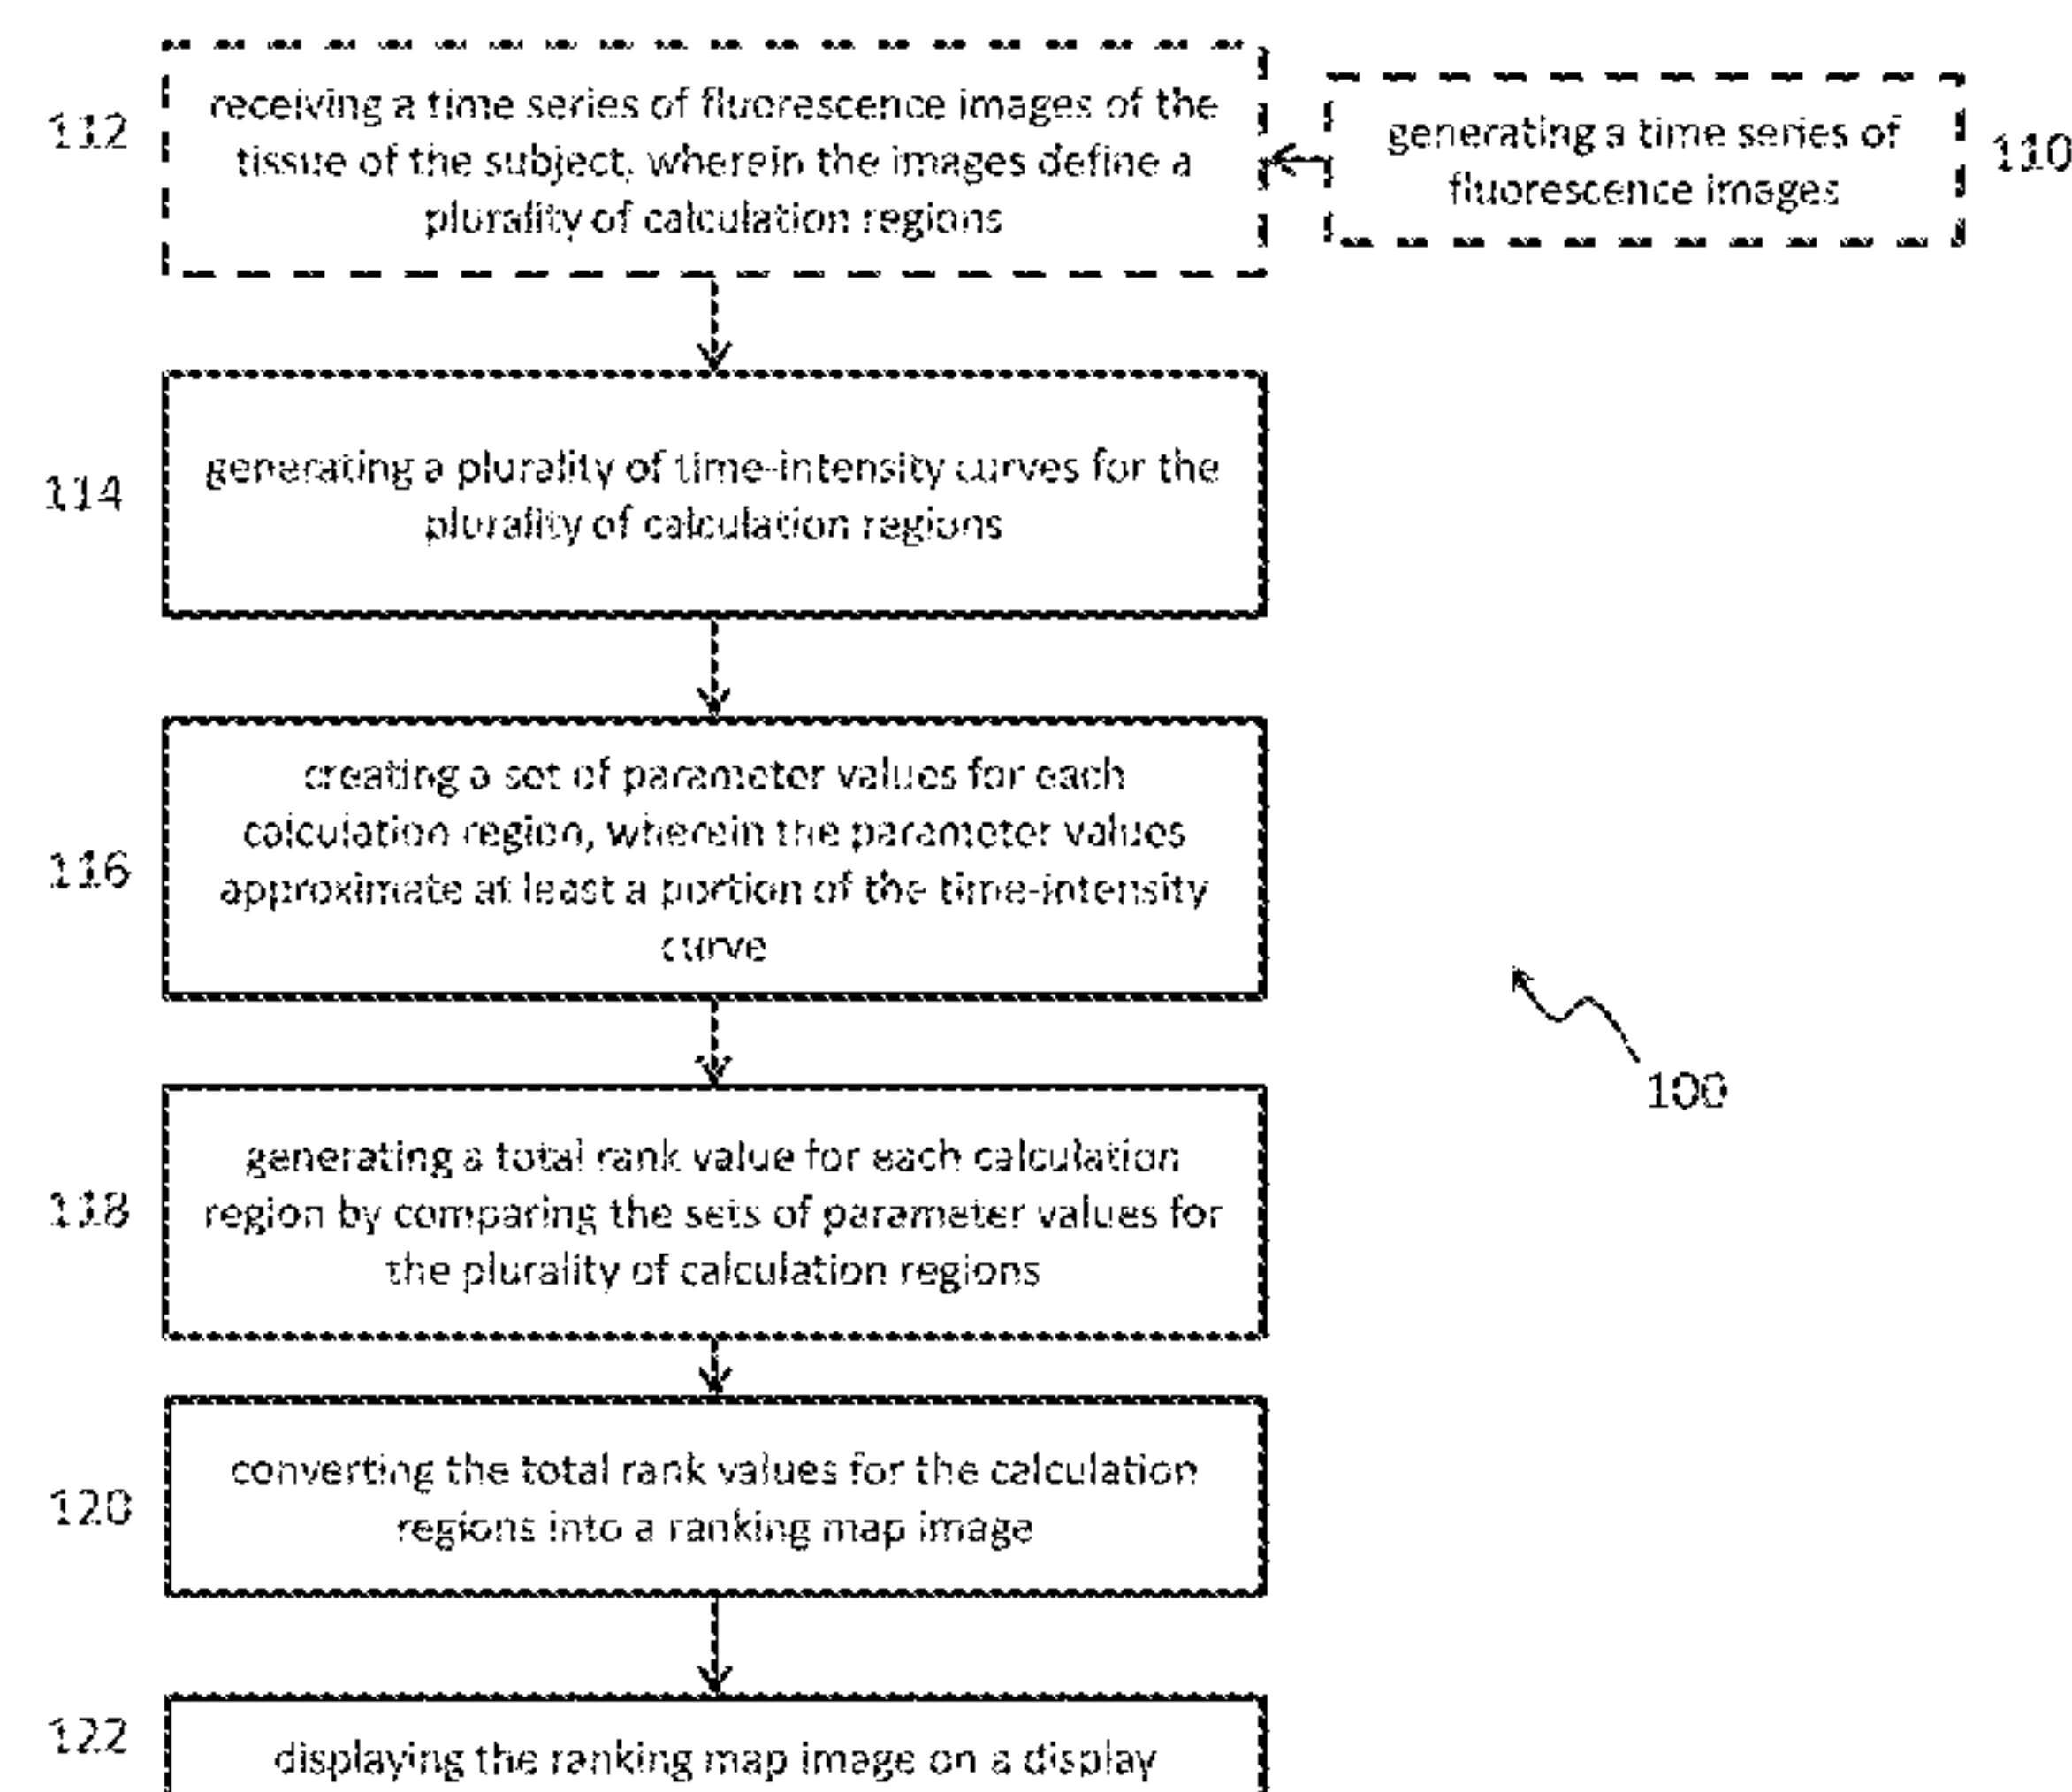 112
receiving a time series of fluorescence images of the
tissue of the subject, wherein the images define a
plurality of calculation regions
generating a time series of
fluorescence images
110
114
generating a plurality of time-intensity curves for the
plurality of calculation regions
116
creating a set of parameter values for each
calculation region, wherein the parameter values
approximate at least a portion of the time-intensity
curve
100
118
generating a total rank value for each calculation
region by comparing the sets of parameter values for
the plurality of calculation regions
120
converting the total rank values for the calculation
regions into a ranking map image
122
displaying the ranking map image on a display